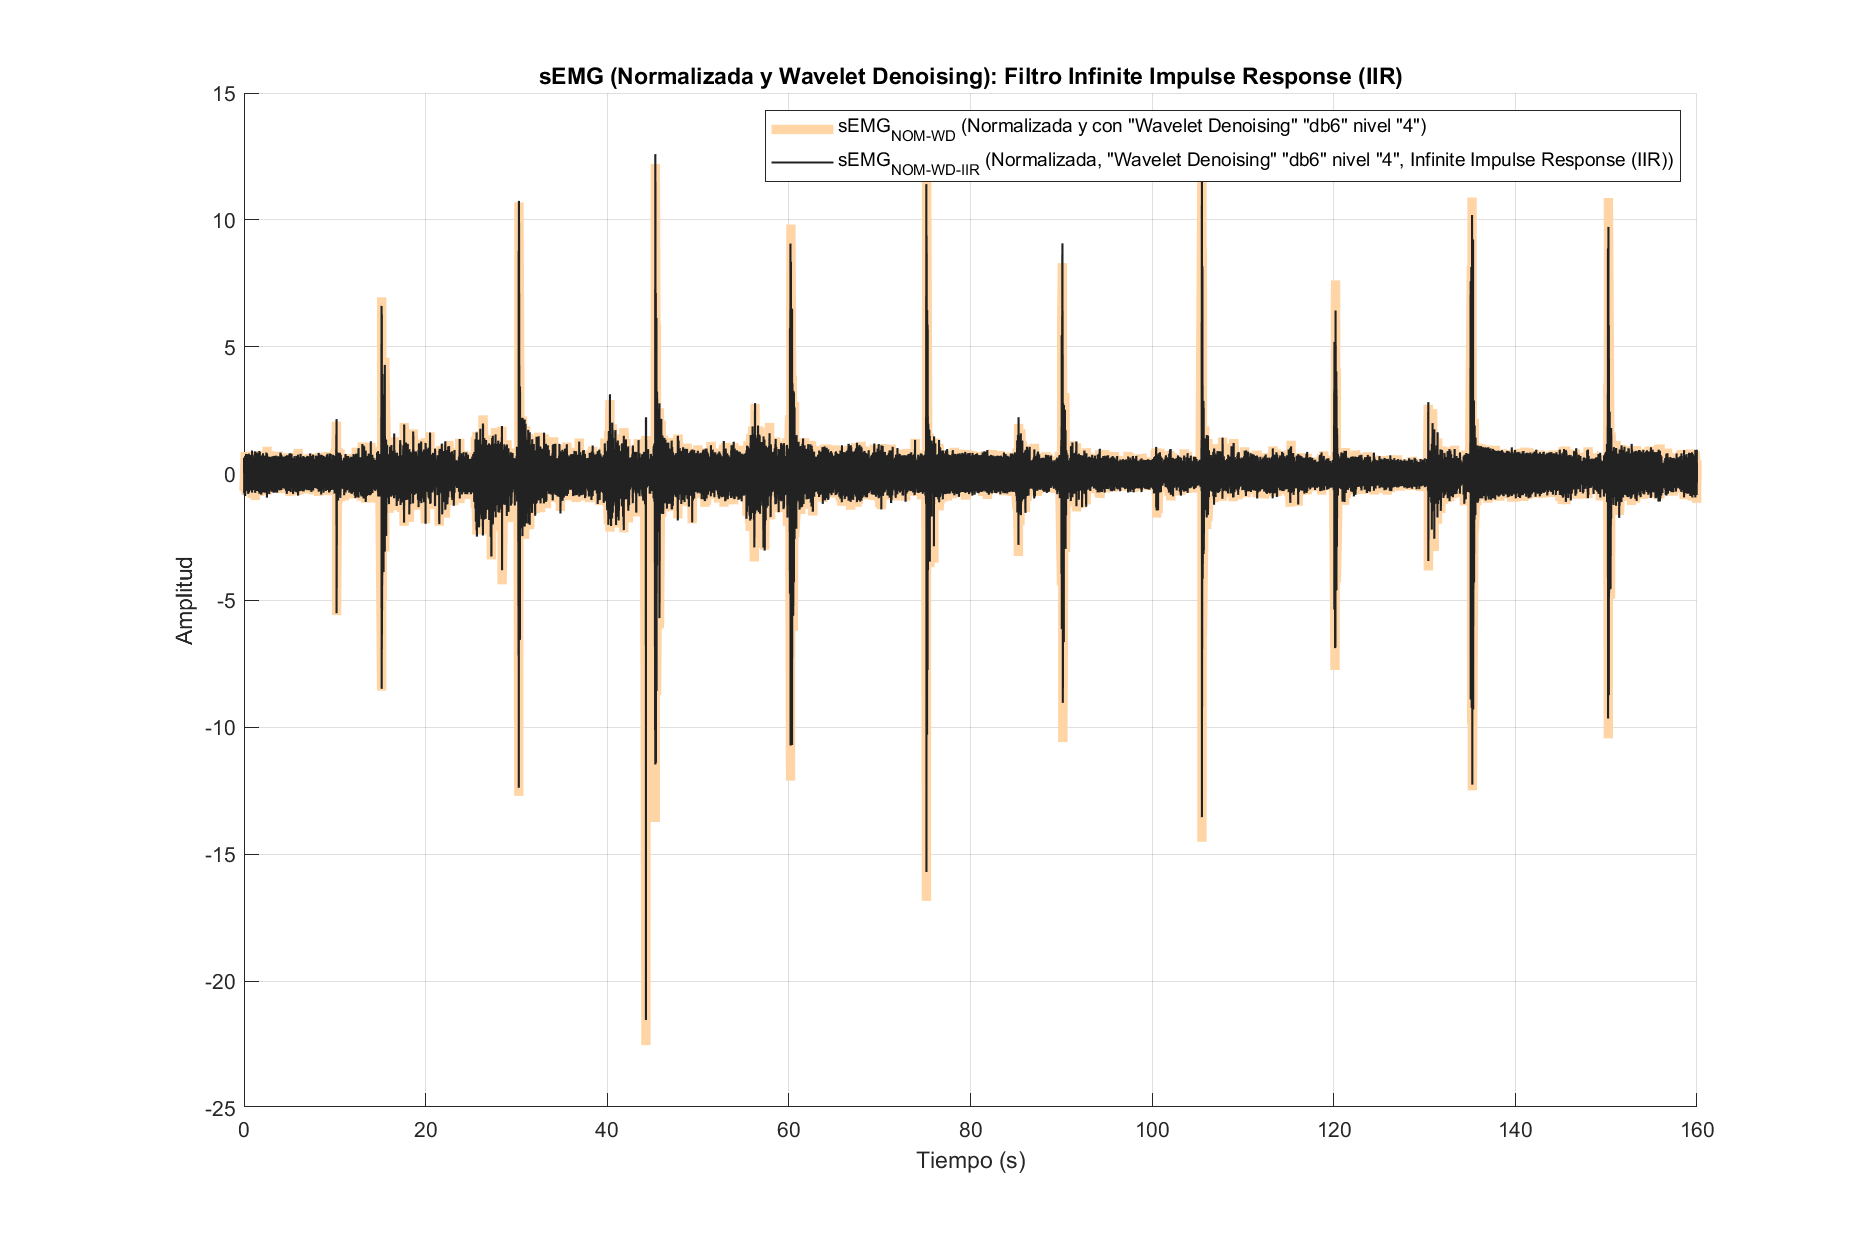 sEMG (Normalizada y Wavelet Denoising): Filtro Infinite Impulse Response (IIR)
sEMG_NOM-WD (Normalizada y con "Wavelet Denoising" "db6" nivel "4")
sEMG_NOM-WD-IIR (Normalizada, "Wavelet Denoising" "db6" nivel "4", Infinite Impulse Response (IIR))
Amplitud
15
10
5
0
-5
-10
-15
-20
-25
0 20 40 60 80 100 120 140 160
Tiempo (s)